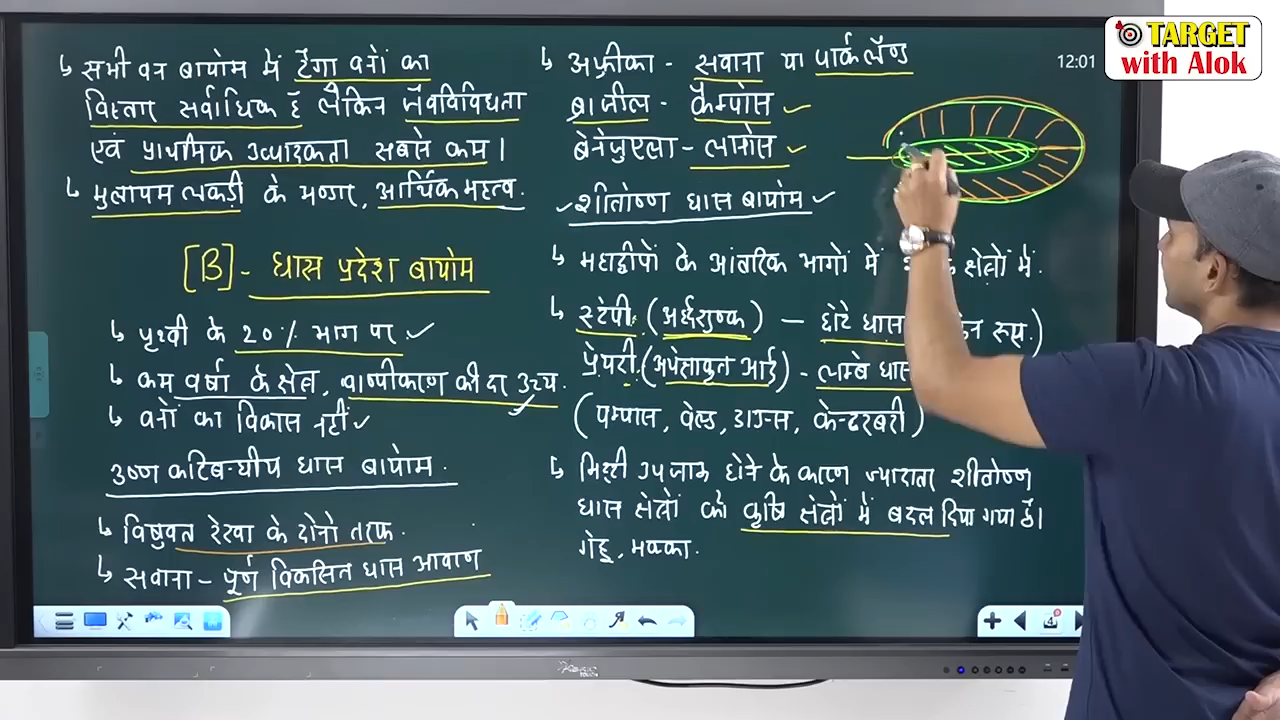 ↳ सभी वन बायोम में टैगा वनों का
विस्तार सर्वाधिक है लेकिन जैवविविधता
एवं प्राथमिक उत्पादकता सबसे कम।
↳ मुलायम लकड़ी के भण्डार, आर्थिक महत्व.
[B] - घास प्रदेश बायोम
↳ पृथ्वी के 20% भाग पर ✓
↳ कम वर्षा के क्षेत्र, वाष्पीकरण की दर उच्च.
↳ वनों का विकास नहीं ✓
उष्ण कटिबन्धीय घास बायोम.
↳ विषुवत रेखा के दोनो तरफ.
↳ सवाना - पूर्ण विकसित घास आवरण
↳ अफ्रीका - सवाना या पार्कलैण्ड
ब्राजील - कैम्पोस ✓
वेनेजुएला - लानोस ✓
✓ शीतोष्ण घास बायोम ✓
↳ महाद्वीपों के आंतरिक भागों में क्षेत्रों में.
↳ स्टेपी (अर्द्धशुष्क) — छोटे घास रूस)
प्रेयरी (अपेक्षाकृत आर्द्र) - लम्बे घास
(पम्पास, वेल्ड, डाउन्स, केन्टरबरी)
↳ मिट्टी उपजाऊ होने के कारण ज्यादातर शीतोष्ण
घास क्षेत्रों को कृषि क्षेत्रों में बदल दिया गया है।
गेहू, मक्का.
12:01
TARGET
with Alok